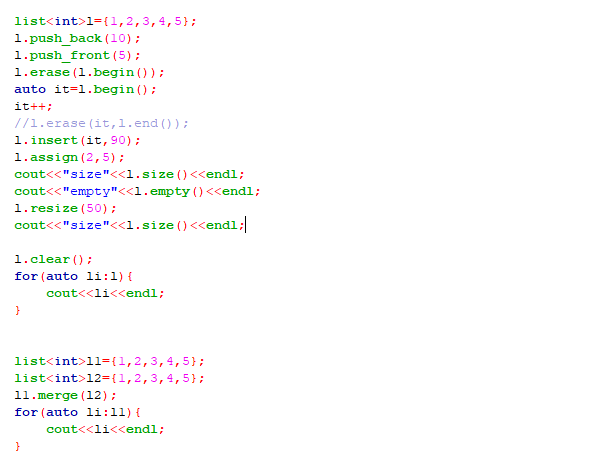 list<int>l={1,2,3,4,5};
l.push_back(10);
l.push_front(5);
l.erase(l.begin());
auto it=l.begin();
it++;
//l.erase(it,l.end());
l.insert(it,90);
l.assign(2,5);
cout<<"size"<<l.size()<<endl;
cout<<"empty"<<l.empty()<<endl;
l.resize(50);
cout<<"size"<<l.size()<<endl;
l.clear();
for(auto li:l){
    cout<<li<<endl;
}
list<int>l1={1,2,3,4,5};
list<int>l2={1,2,3,4,5};
l1.merge(l2);
for(auto li:l1){
    cout<<li<<endl;
}